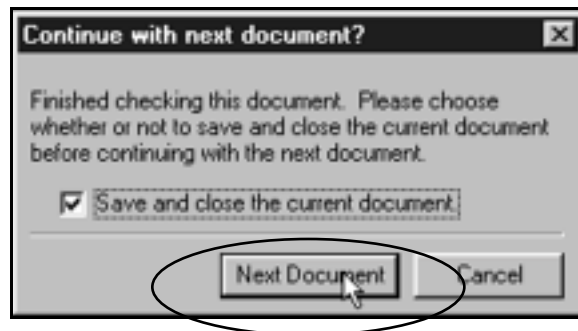 Continue with next document?
Finished checking this document. Please choose
whether or not to save and close the current document
before continuing with the next document.
Save and close the current document.
Next Document Cancel